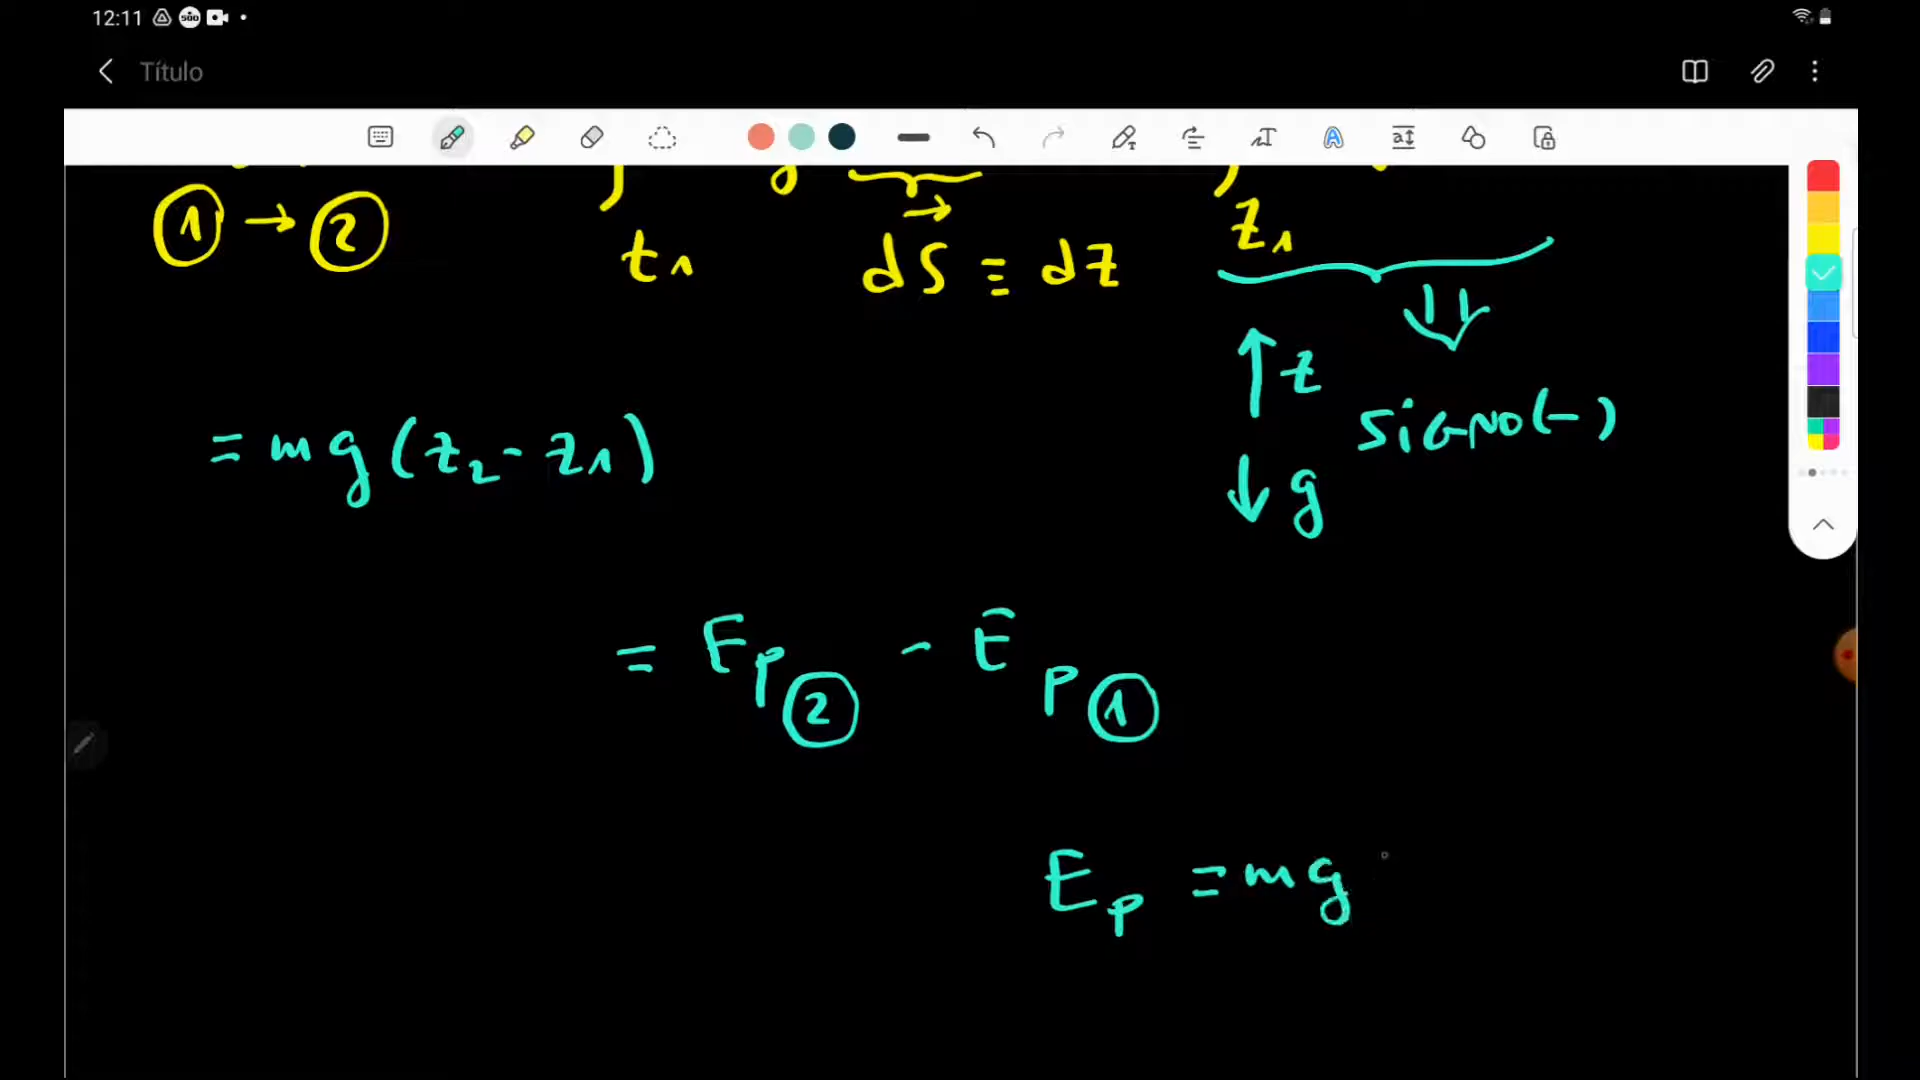 12:11
Título
① → ② t₁ dS⃗ ≡ dz z₁
↑ z
signo(-)
= mg(z₂ - z₁)
↓ g
= Ep② - Ep①
Ep = mg